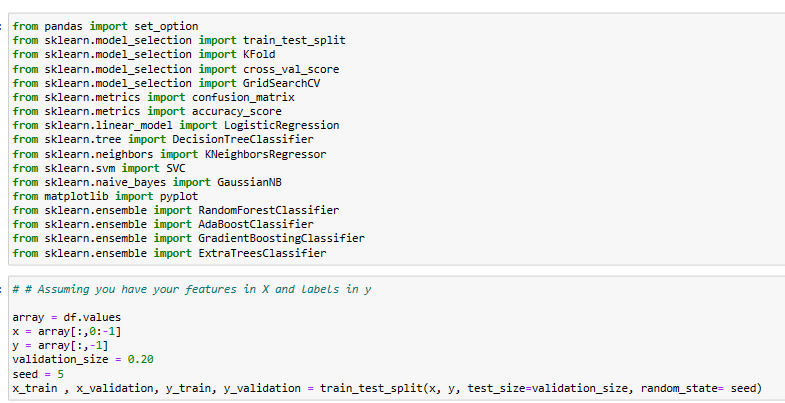 from pandas import set_option
from sklearn.model_selection import train_test_split
from sklearn.model_selection import KFold
from sklearn.model_selection import cross_val_score
from sklearn.model_selection import GridSearchCV
from sklearn.metrics import confusion_matrix
from sklearn.metrics import accuracy_score
from sklearn.linear_model import LogisticRegression
from sklearn.tree import DecisionTreeClassifier
from sklearn.neighbors import KNeighborsRegressor
from sklearn.svm import SVC
from sklearn.naive_bayes import GaussianNB
from matplotlib import pyplot
from sklearn.ensemble import RandomForestClassifier
from sklearn.ensemble import AdaBoostClassifier
from sklearn.ensemble import GradientBoostingClassifier
from sklearn.ensemble import ExtraTreesClassifier
# # Assuming you have your features in X and labels in y
array = df.values
x = array[:,0:-1]
y = array[:,-1]
validation_size = 0.20
seed = 5
x_train , x_validation, y_train, y_validation = train_test_split(x, y, test_size=validation_size, random_state= seed)